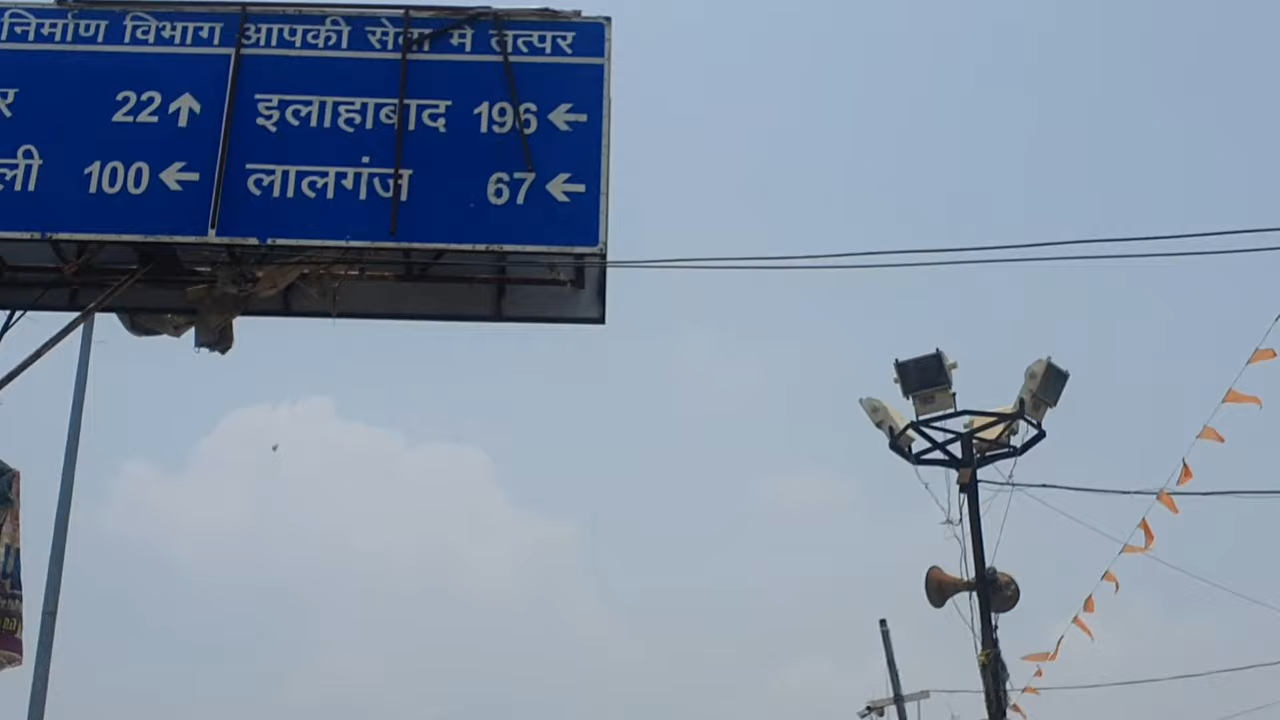 निर्माण विभाग आपकी सेवा में तत्पर
र 22 ↑
ली 100 ←
इलाहाबाद 196 ←
लालगंज 67 ←